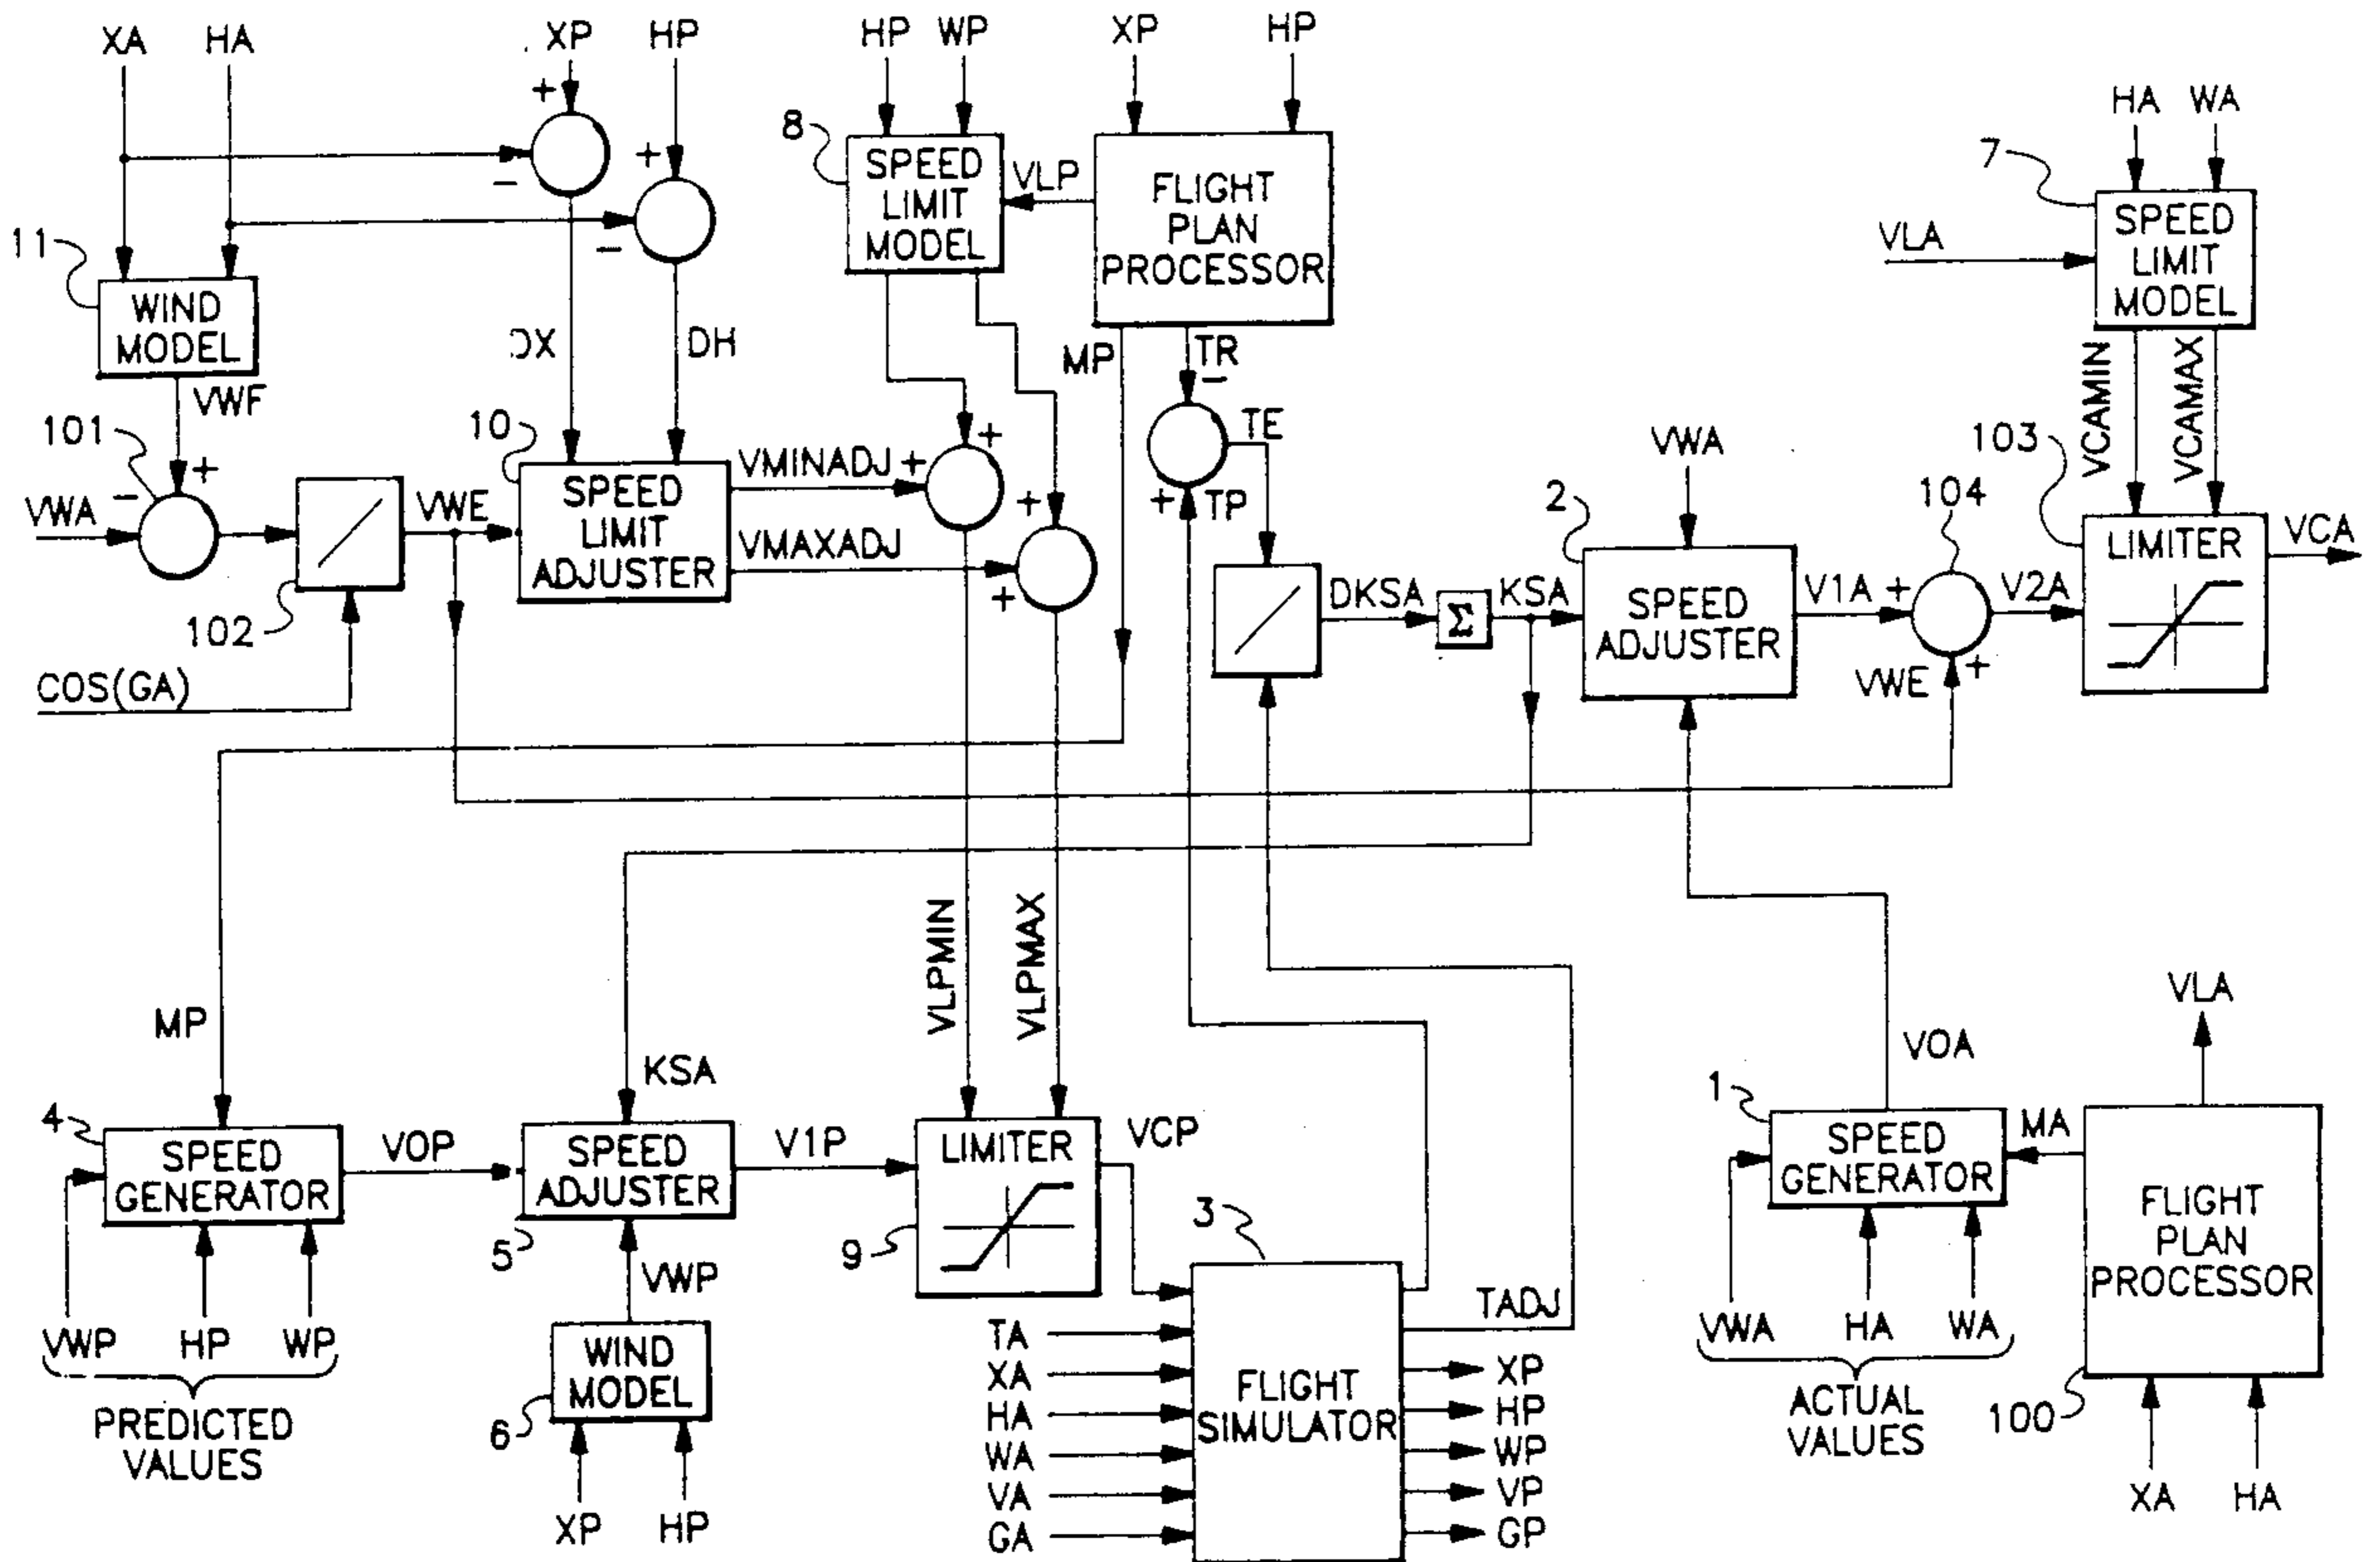 XA HA XP HP HP WP XP HP
HA WA
+
-
+
-
8
SPEED
LIMIT
MODEL
VLP
FLIGHT
PLAN
PROCESSOR
7
SPEED
LIMIT
MODEL
VLA
11
WIND
MODEL
DH
MP
TR
-
VWF
101
+
-
VWA
VWE
102
COS(GA)
10
SPEED
LIMIT
ADJUSTER
VMINADJ +
+
VMAXADJ
+
+
TE
+ TP
DKSA
Σ
KSA
VWA
2
SPEED
ADJUSTER
V1A +
104
V2A
VWE +
VCAMIN
VCAMAX
103
LIMITER
VCA
VLPMIN
VLPMAX
MP
KSA
4
SPEED
GENERATOR
VOP
VWP HP WP
PREDICTED
VALUES
SPEED
ADJUSTER
5
V1P
VWP
WIND
MODEL
6
XP HP
LIMITER
9
VCP
3
FLIGHT
SIMULATOR
TA
XA
HA
WA
VA
GA
TADJ
XP
HP
WP
VP
GP
VOA
1
SPEED
GENERATOR
MA
VWA HA WA
ACTUAL
VALUES
VLA
FLIGHT
PLAN
PROCESSOR
100
XA HA